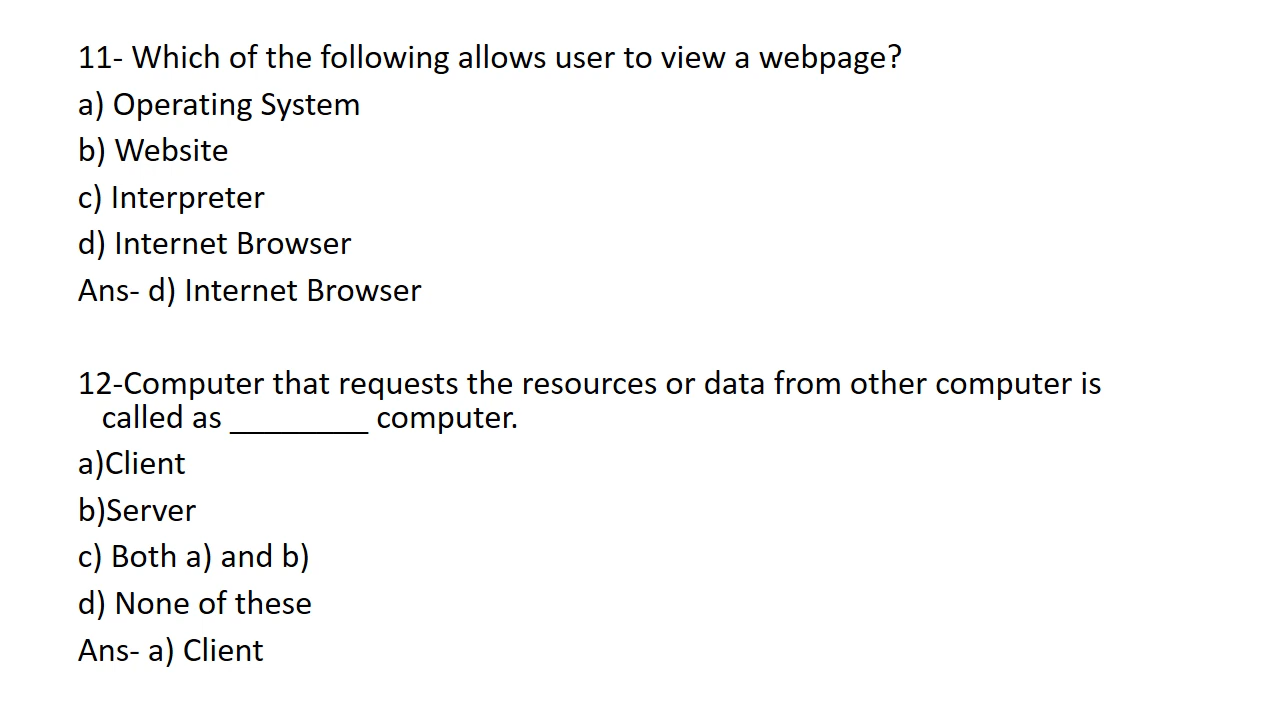 11- Which of the following allows user to view a webpage?
a) Operating System
b) Website
c) Interpreter
d) Internet Browser
Ans- d) Internet Browser
12-Computer that requests the resources or data from other computer is
called as _________ computer.
a)Client
b)Server
c) Both a) and b)
d) None of these
Ans- a) Client